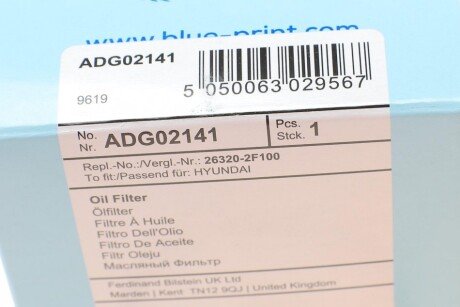 www.blue-print.com
ADG02141
9619
5 050063 029567
No. Nr. ADG02141
Pcs. Stck. 1
Repl.-No.:/Vergl.-Nr.: 26320-2F100
To fit:/Passend für: HYUNDAI
Oil Filter
Ölfilter
Filtre À Huile
Filtro Dell'Olio
Filtro De Aceite
Filtr Oleju
Масляный Фильтр
Ferdinand Bilstein UK Ltd
Marden | Kent TN12 9QJ | United Kingdom